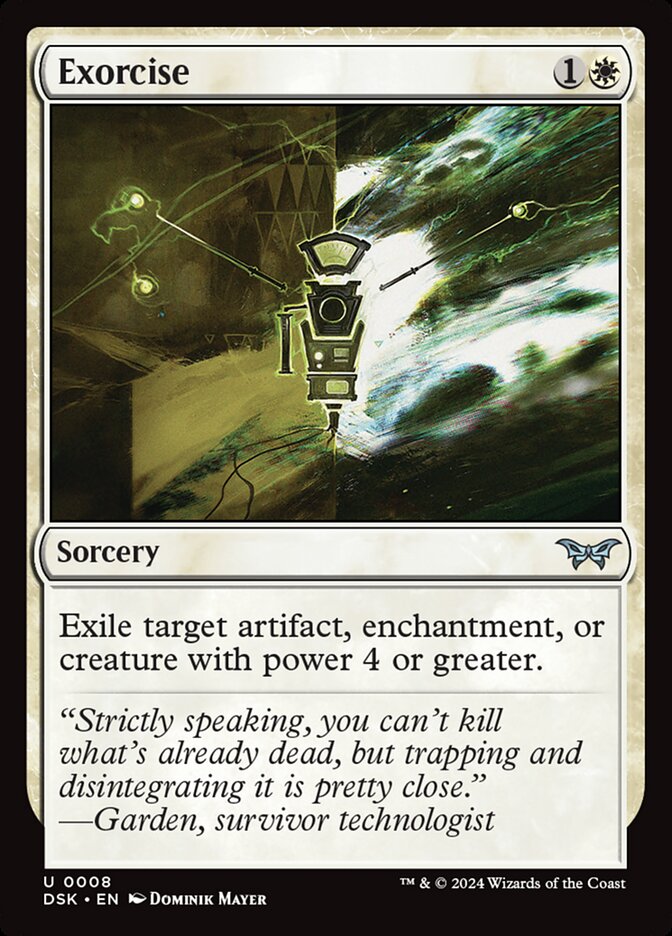 Exorcise
1
Sorcery
Exile target artifact, enchantment, or
creature with power 4 or greater.
“Strictly speaking, you can’t kill
what’s already dead, but trapping and
disintegrating it is pretty close.”
—Garden, survivor technologist
U 0008
™ & © 2024 Wizards of the Coast
DSK • EN Dominik Mayer